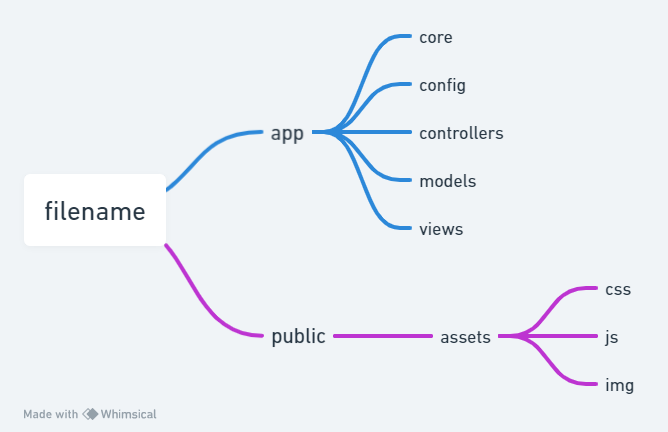 filename
app
core
config
controllers
models
views
public
assets
css
js
img
Made with Whimsical